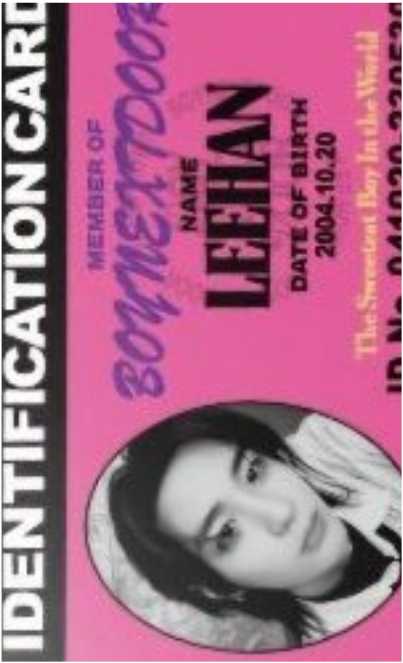 IDENTIFICATION CARD
MEMBER OF
BOYNEXTDOOR
NAME
LEEHAN
DATE OF BIRTH
2004.10.20
The Sweetest Boy In the World
ID No.